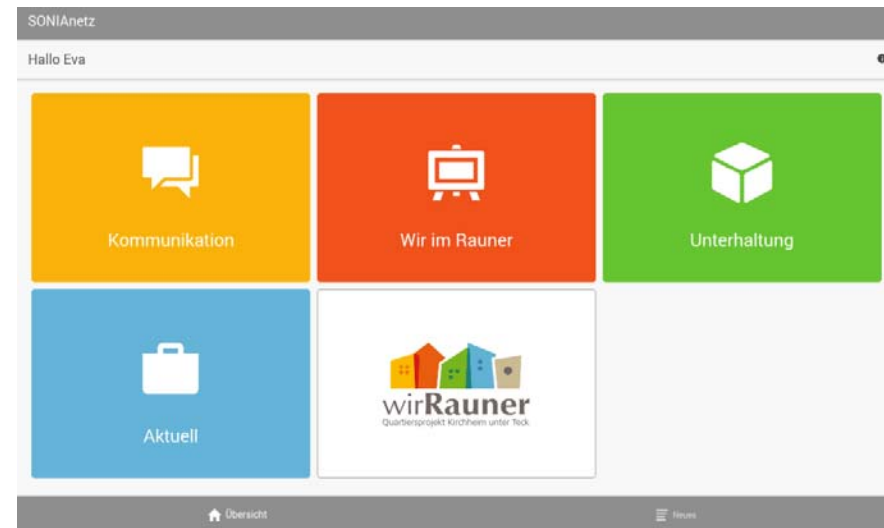 SONIAnetz
Hallo Eva
Kommunikation
Wir im Rauner
Unterhaltung
Aktuell
wirRauner
Quartiersprojekt Kirchheim unter Teck
Übersicht
Neues